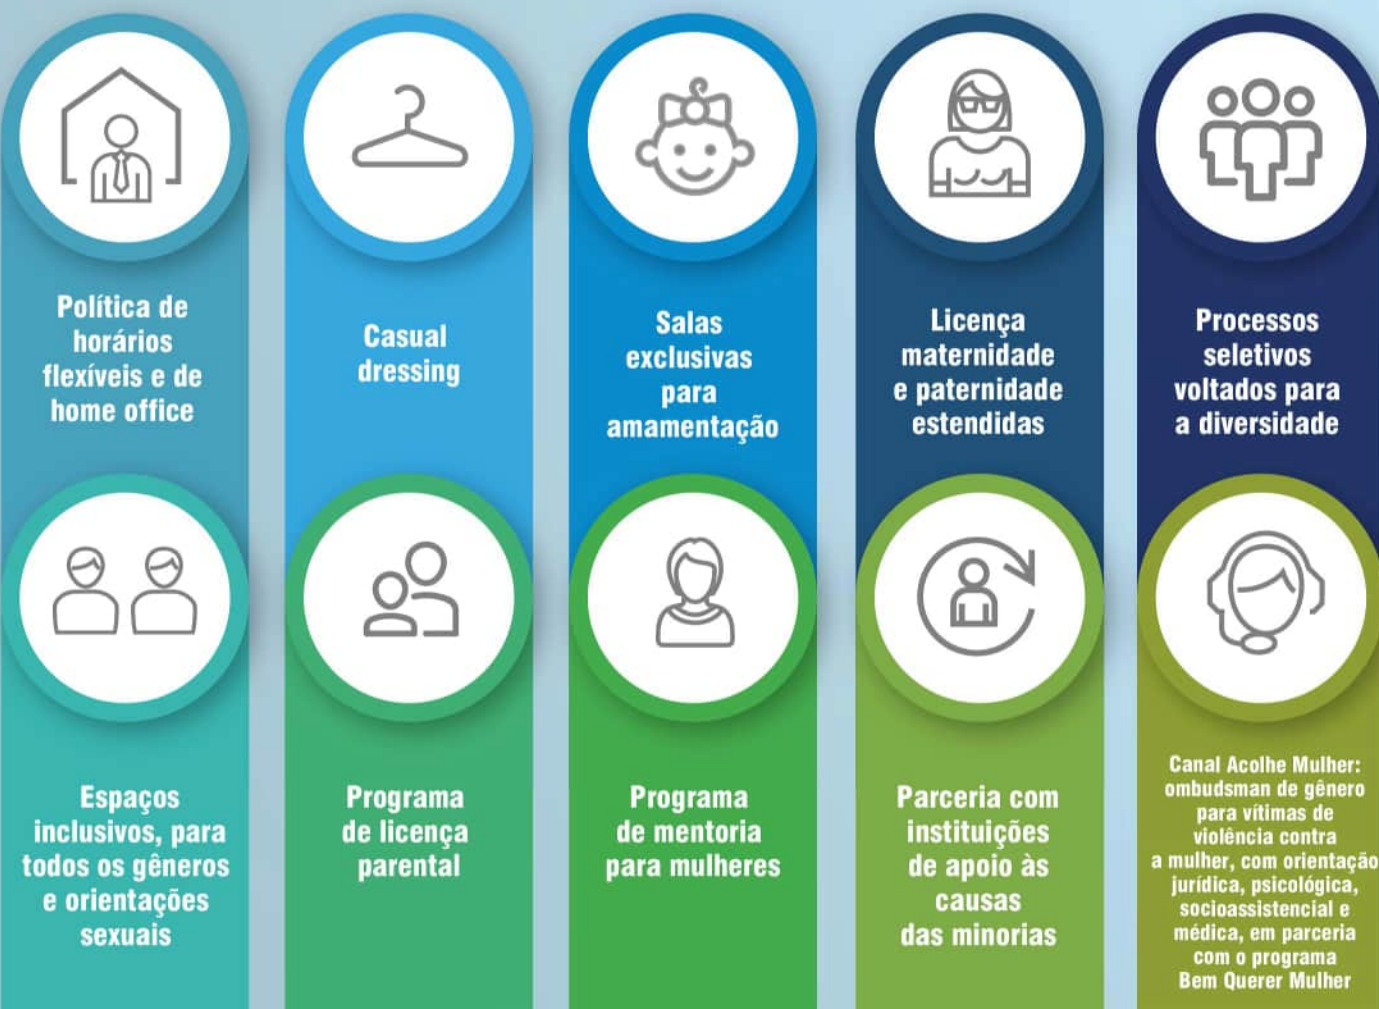 Política de
horários
flexíveis e de
home office
Casual
dressing
Salas
exclusivas
para
amamentação
Licença
maternidade
e paternidade
estendidas
Processos
seletivos
voltados para
a diversidade
Espaços
inclusivos, para
todos os gêneros
e orientações
sexuais
Programa
de licença
parental
Programa
de mentoria
para mulheres
Parceria com
instituições
de apoio às
causas
das minorias
Canal Acolhe Mulher:
ombudsman de gênero
para vítimas de
violência contra
a mulher, com orientação
jurídica, psicológica,
socioassistencial e
médica, em parceria
com o programa
Bem Querer Mulher